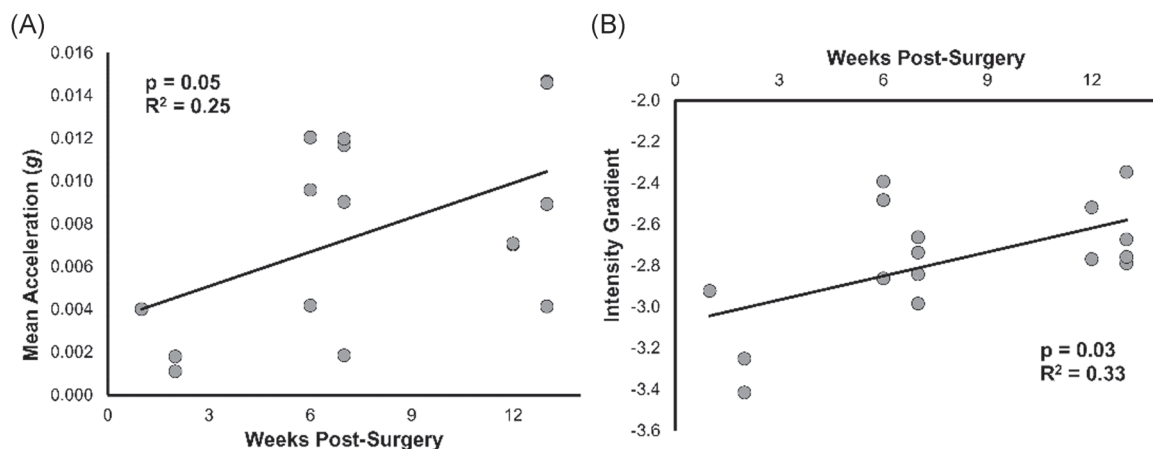 (A)
0.016
0.014
0.012
0.010
0.008
0.006
0.004
0.002
0.000
Mean Acceleration (g)
p = 0.05
R² = 0.25
0 3 6 9 12
Weeks Post-Surgery
(B)
Weeks Post-Surgery
0 3 6 9 12
-2.0
-2.2
-2.4
-2.6
-2.8
-3.0
-3.2
-3.4
-3.6
Intensity Gradient
p = 0.03
R² = 0.33